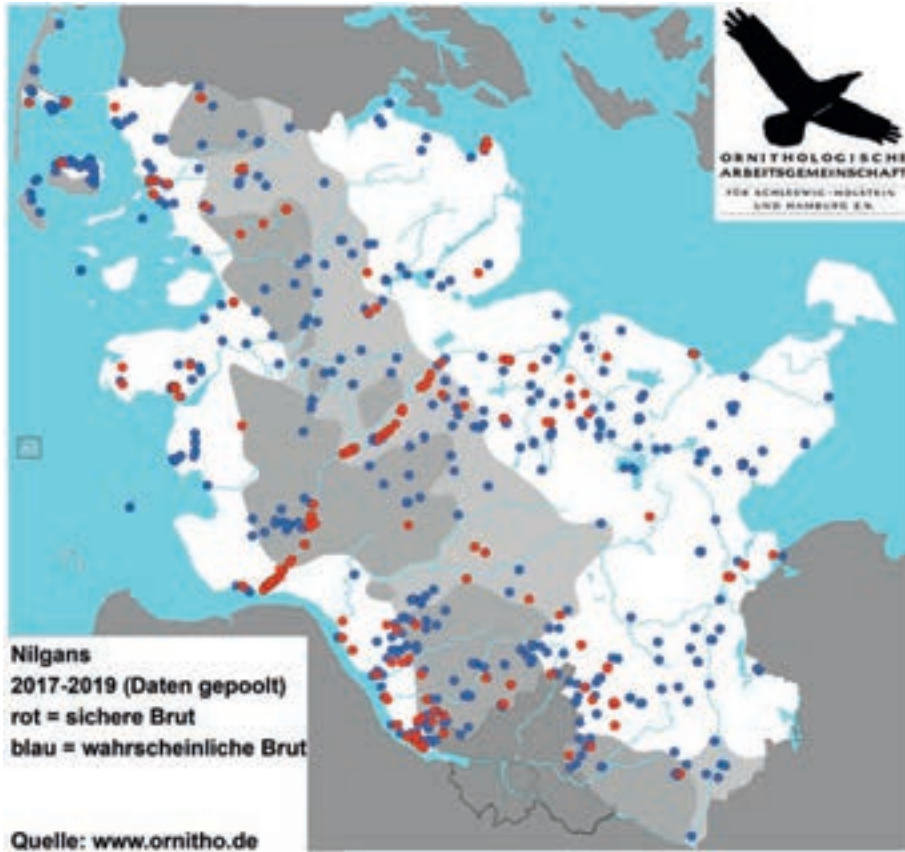 ORNITHOLOGISCHE
ARBEITSGEMEINSCHAFT
FÜR SCHLESWIG-HOLSTEIN
UND HAMBURG E.V.
Nilgans
2017-2019 (Daten gepoolt)
rot = sichere Brut
blau = wahrscheinliche Brut
Quelle: www.ornitho.de